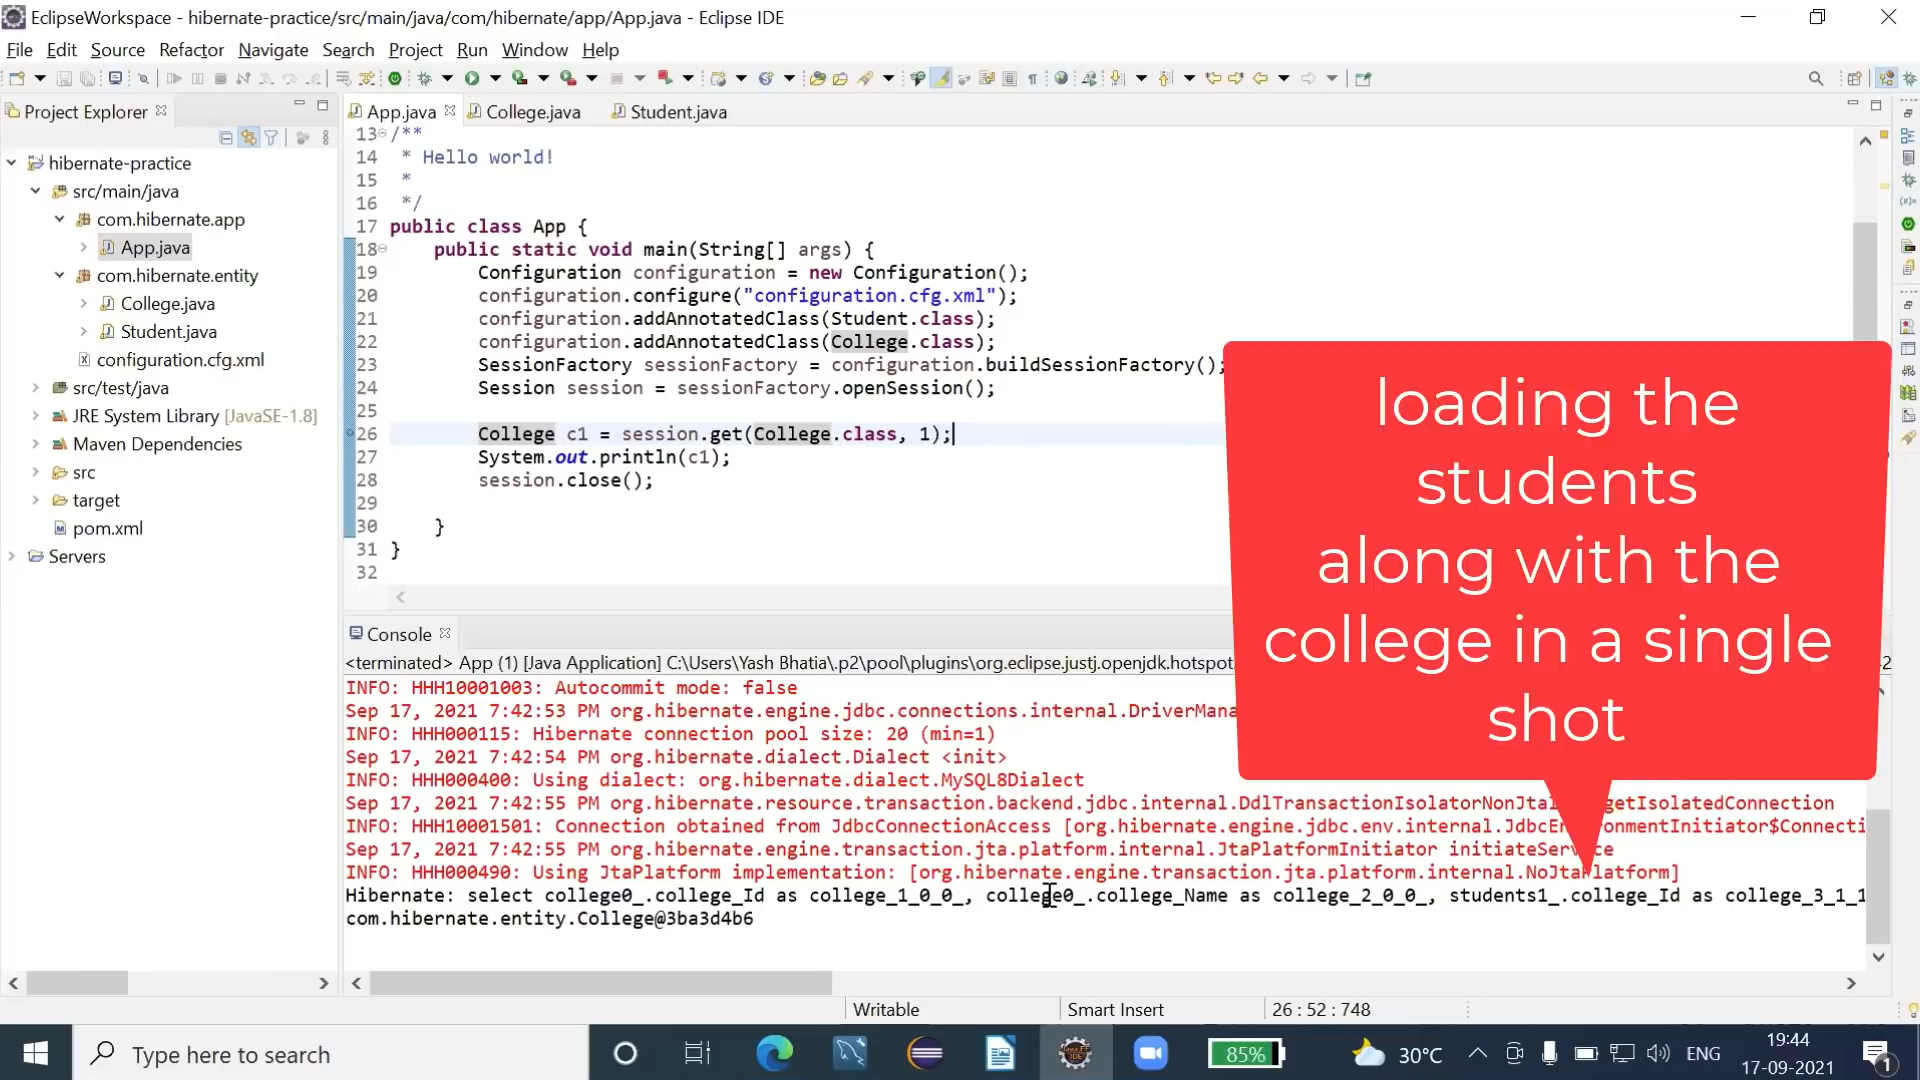 EclipseWorkspace - hibernate-practice/src/main/java/com/hibernate/app/App.java - Eclipse IDE
File Edit Source Refactor Navigate Search Project Run Window Help
Project Explorer
App.java
College.java
Student.java
hibernate-practice
src/main/java
com.hibernate.app
App.java
com.hibernate.entity
College.java
Student.java
configuration.cfg.xml
src/test/java
JRE System Library [JavaSE-1.8]
Maven Dependencies
src
target
pom.xml
Servers
13 /**
14 * Hello world!
15 *
16 */
17 public class App {
18 public static void main(String[] args) {
19 Configuration configuration = new Configuration();
20 configuration.configure("configuration.cfg.xml");
21 configuration.addAnnotatedClass(Student.class);
22 configuration.addAnnotatedClass(College.class);
23 SessionFactory sessionFactory = configuration.buildSessionFactory();
24 Session session = sessionFactory.openSession();
25
26 College c1 = session.get(College.class, 1);
27 System.out.println(c1);
28 session.close();
29
30 }
31 }
32
loading the
students
along with the
college in a single
shot
Console
<terminated> App (1) [Java Application] C:\Users\Yash Bhatia\.p2\pool\plugins\org.eclipse.justj.openjdk.hotspot.
INFO: HHH10001003: Autocommit mode: false
Sep 17, 2021 7:42:53 PM org.hibernate.engine.jdbc.connections.internal.DriverMana
INFO: HHH000115: Hibernate connection pool size: 20 (min=1)
Sep 17, 2021 7:42:54 PM org.hibernate.dialect.Dialect <init>
INFO: HHH000400: Using dialect: org.hibernate.dialect.MySQL8Dialect
Sep 17, 2021 7:42:55 PM org.hibernate.resource.transaction.backend.jdbc.internal.DdlTransactionIsolatorNonJta getIsolatedConnection
INFO: HHH10001501: Connection obtained from JdbcConnectionAccess [org.hibernate.engine.jdbc.env.internal.JdbcEn ronmentInitiator$Connecti
Sep 17, 2021 7:42:55 PM org.hibernate.engine.transaction.jta.platform.internal.JtaPlatformInitiator initiateService
INFO: HHH000490: Using JtaPlatform implementation: [org.hibernate.engine.transaction.jta.platform.internal.NoJtaPlatform]
Hibernate: select college0_.college_Id as college_1_0_0_, college0_.college_Name as college_2_0_0_, students1_.college_Id as college_3_1_1
com.hibernate.entity.College@3ba3d4b6
Writable Smart Insert 26 : 52 : 748
Type here to search
85%
30°C
ENG
19:44
17-09-2021
1